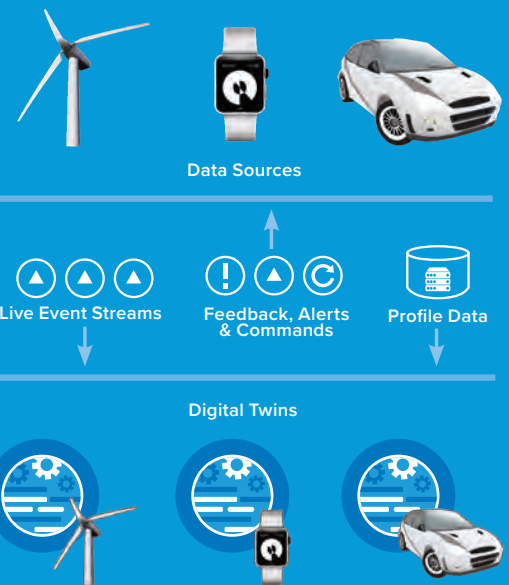 Data Sources
Live Event Streams
Feedback, Alerts
& Commands
Profile Data
Digital Twins